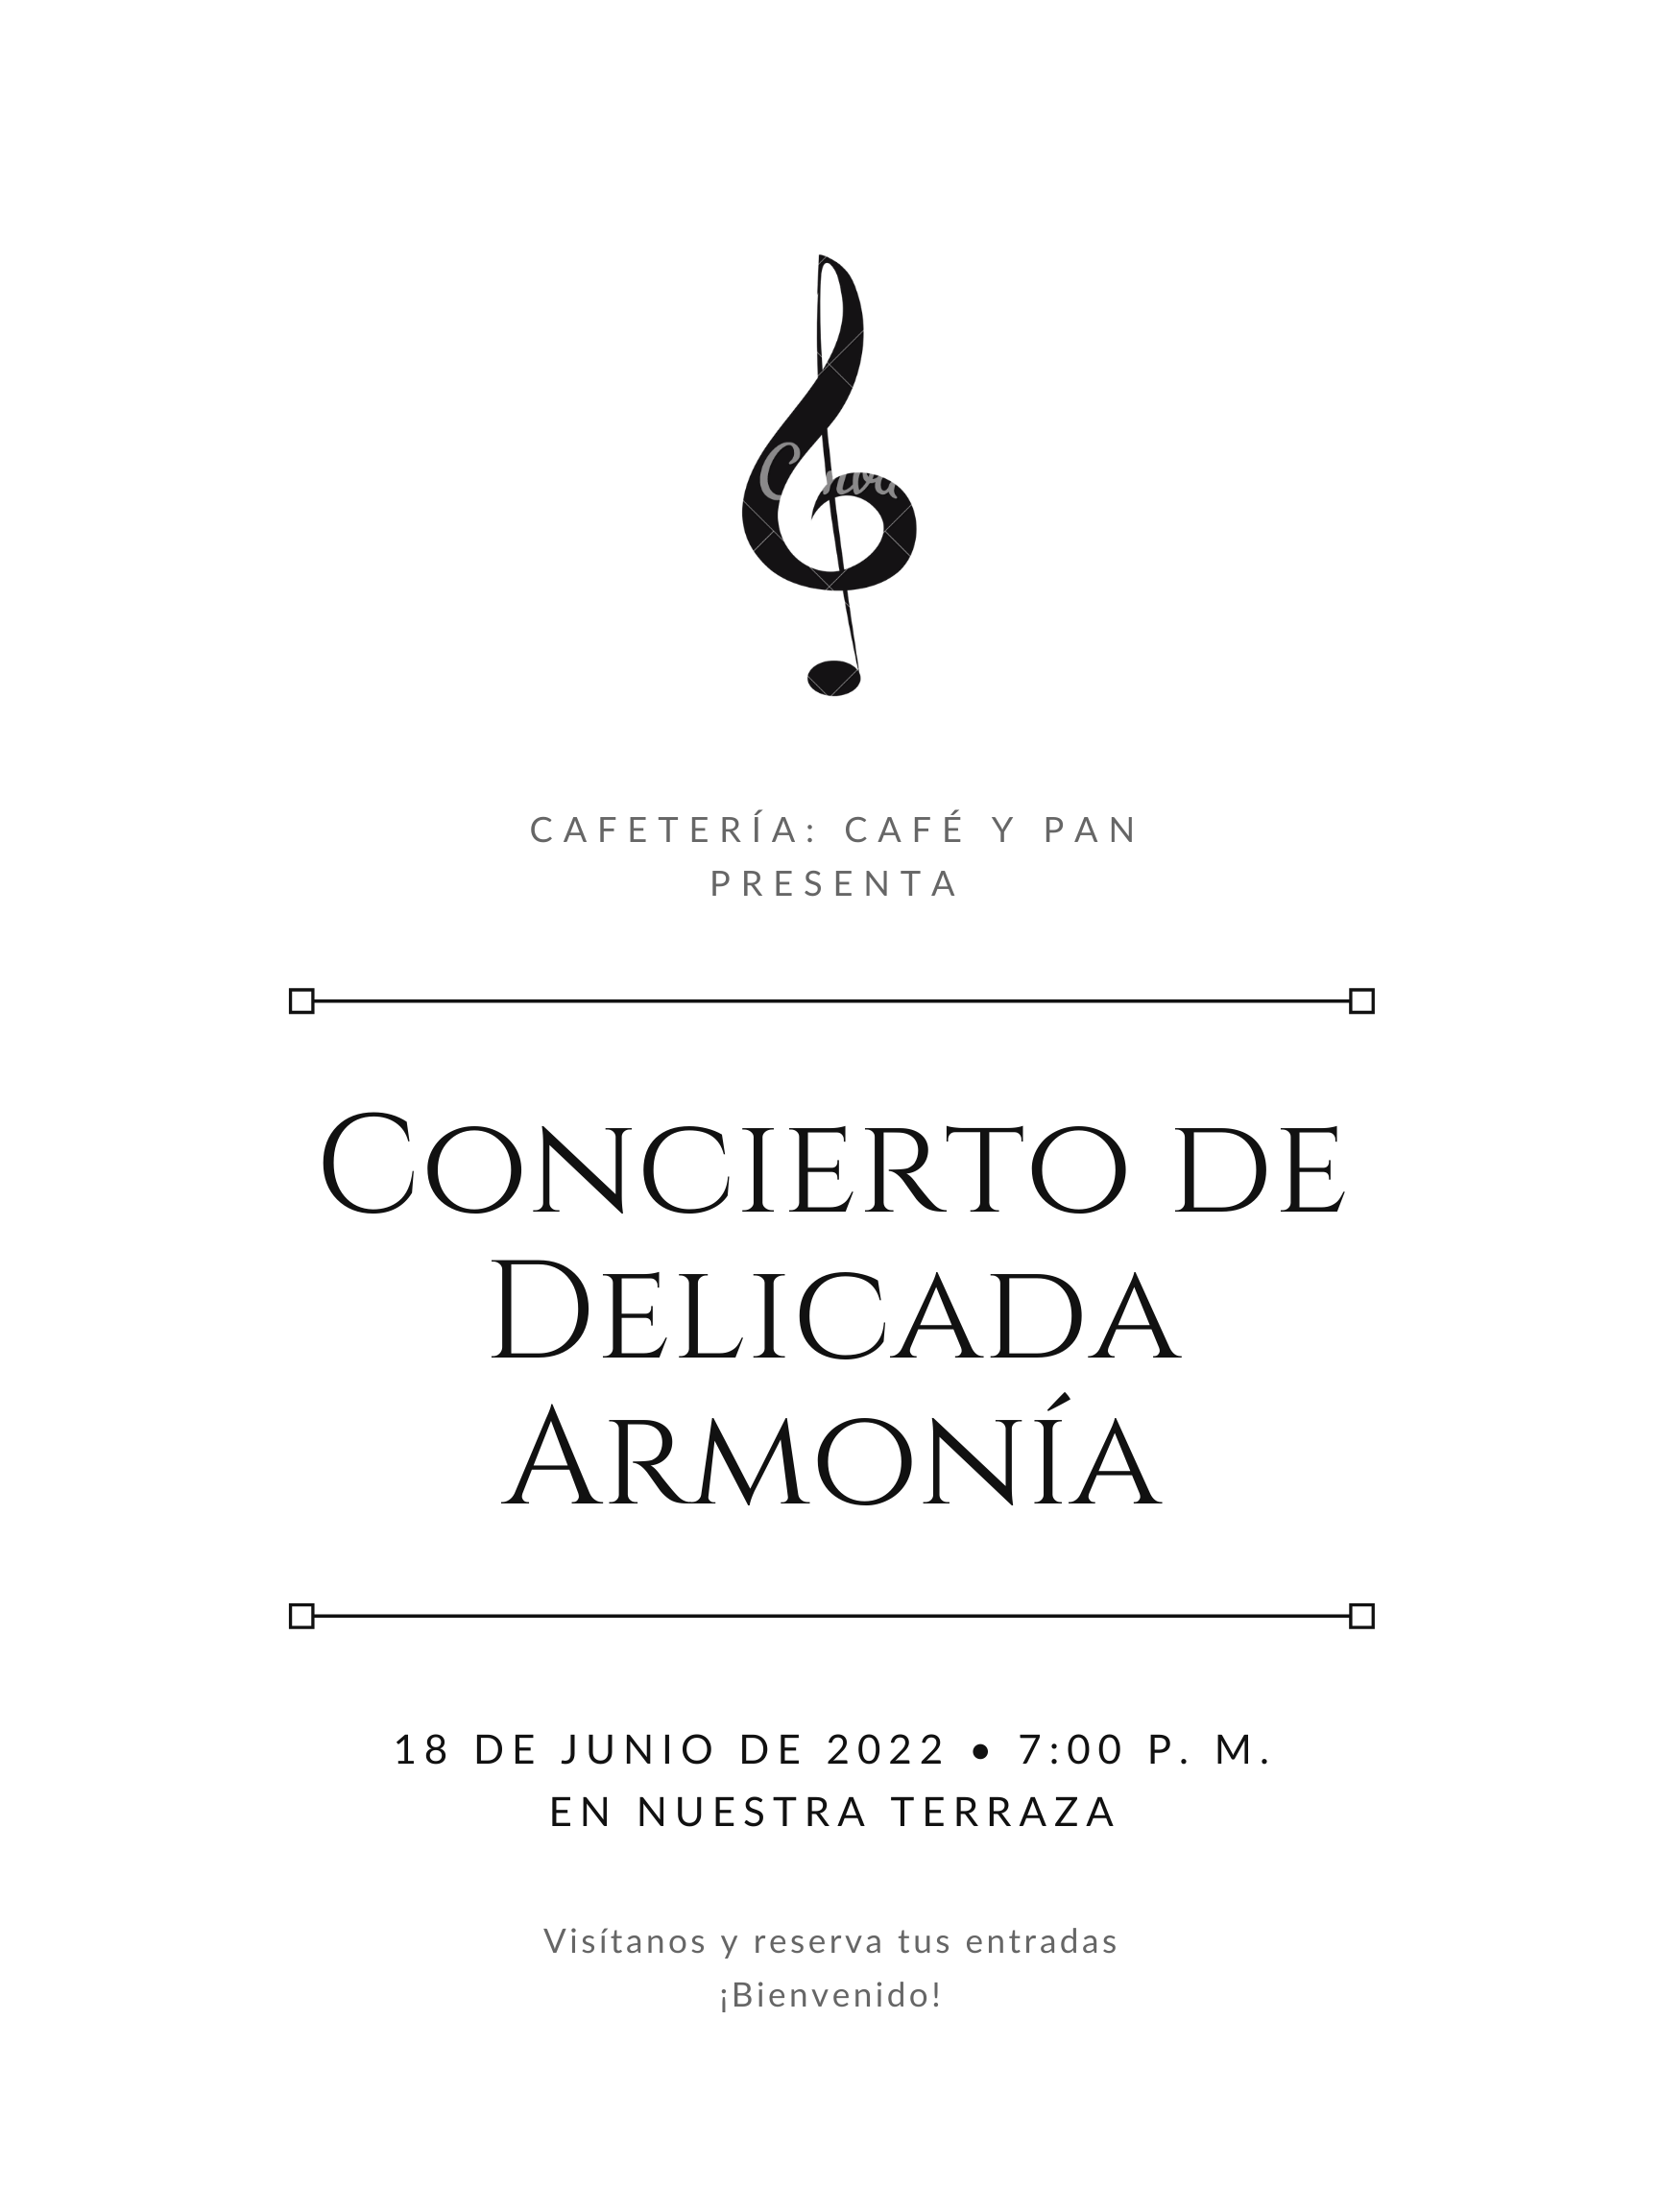 Canva
CAFETERÍA: CAFÉ Y PAN
PRESENTA
CONCIERTO DE
DELICADA
ARMONÍA
18 DE JUNIO DE 2022 • 7:00 P. M.
EN NUESTRA TERRAZA
Visítanos y reserva tus entradas
¡Bienvenido!